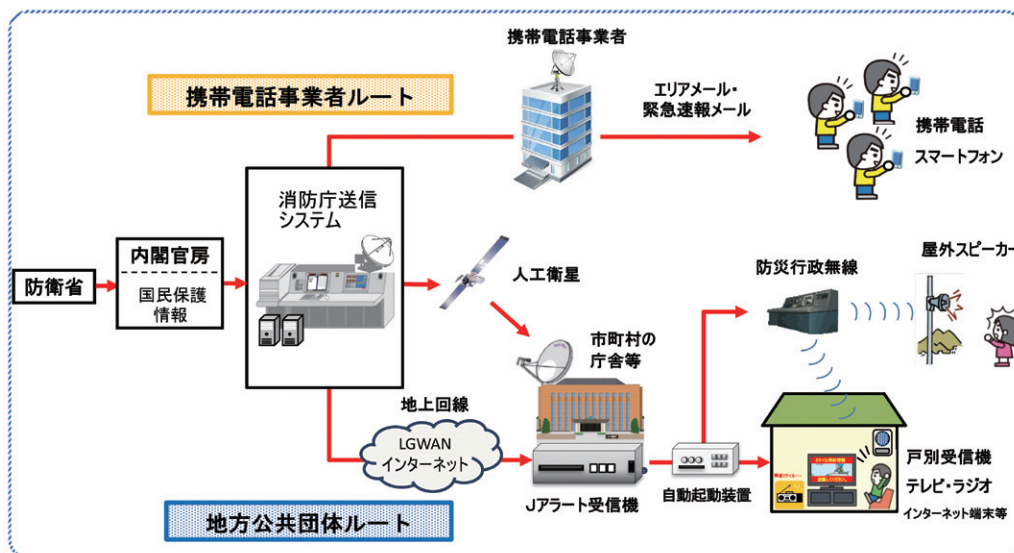 携帯電話事業者
携帯電話事業者ルート
エリアメール・
緊急速報メール
携帯電話
スマートフォン
消防庁送信
システム
内閣官房
国民保護
情報
防衛省
人工衛星
防災行政無線
屋外スピーカー
市町村の
庁舎等
地上回線
LGWAN
インターネット
Jアラート受信機
自動起動装置
戸別受信機
テレビ・ラジオ
インターネット端末等
地方公共団体ルート